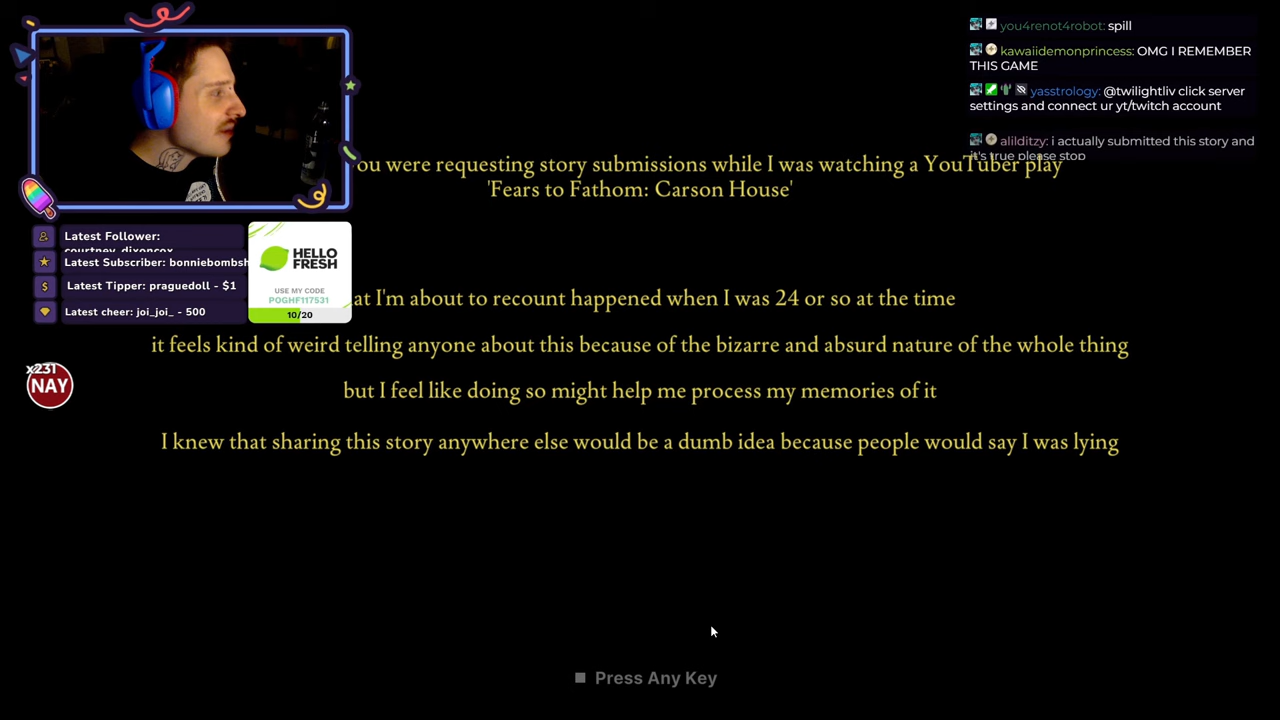 you4renot4robot: spill
kawaiidemonprincess: OMG I REMEMBER
THIS GAME
yasstrology: @twilightliv click server
settings and connect ur yt/twitch account
alilditzy: i actually submitted this story and
it's true please stop
ou were requesting story submissions while I was watching a YouTuber play
'Fears to Fathom: Carson House'
Latest Follower:
courtney_dixoncox
Latest Subscriber: bonniebombsh
Latest Tipper: praguedoll - $1
Latest cheer: joi_joi_ - 500
HELLO
FRESH
USE MY CODE
POGHF117531
10/20
at I'm about to recount happened when I was 24 or so at the time
it feels kind of weird telling anyone about this because of the bizarre and absurd nature of the whole thing
x231
NAY
but I feel like doing so might help me process my memories of it
I knew that sharing this story anywhere else would be a dumb idea because people would say I was lying
Press Any Key